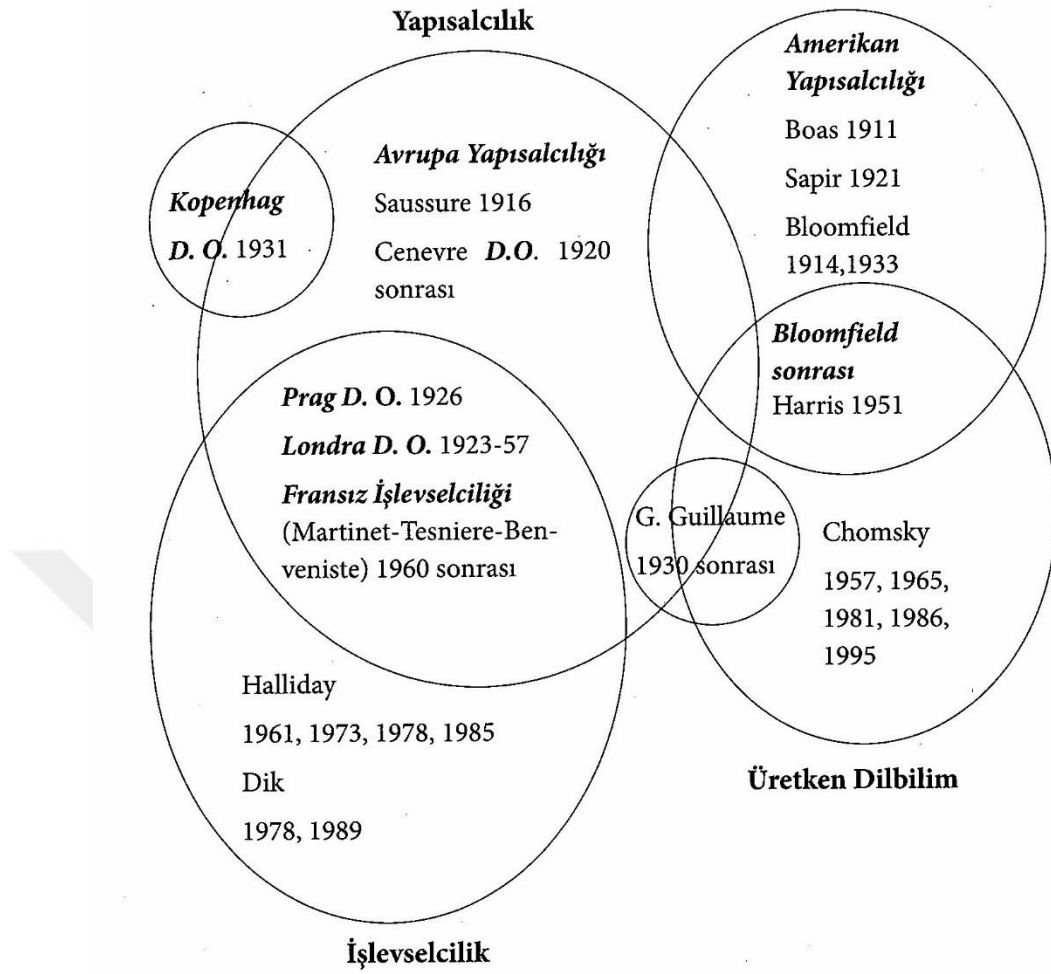 Yapısalcılık
Amerikan
Yapısalcılığı
Boas 1911
Sapir 1921
Bloomfield
1914,1933
Avrupa Yapısalcılığı
Saussure 1916
Cenevre D.O. 1920
sonrası
Kopenhag
D. O. 1931
Bloomfield
sonrası
Harris 1951
Prag D. O. 1926
Londra D. O. 1923-57
Fransız İşlevselciliği
(Martinet-Tesniere-Ben-
veniste) 1960 sonrası
G. Guillaume
1930 sonrası
Chomsky
1957, 1965,
1981, 1986,
1995
Halliday
1961, 1973, 1978, 1985
Dik
1978, 1989
Üretken Dilbilim
İşlevselcilik